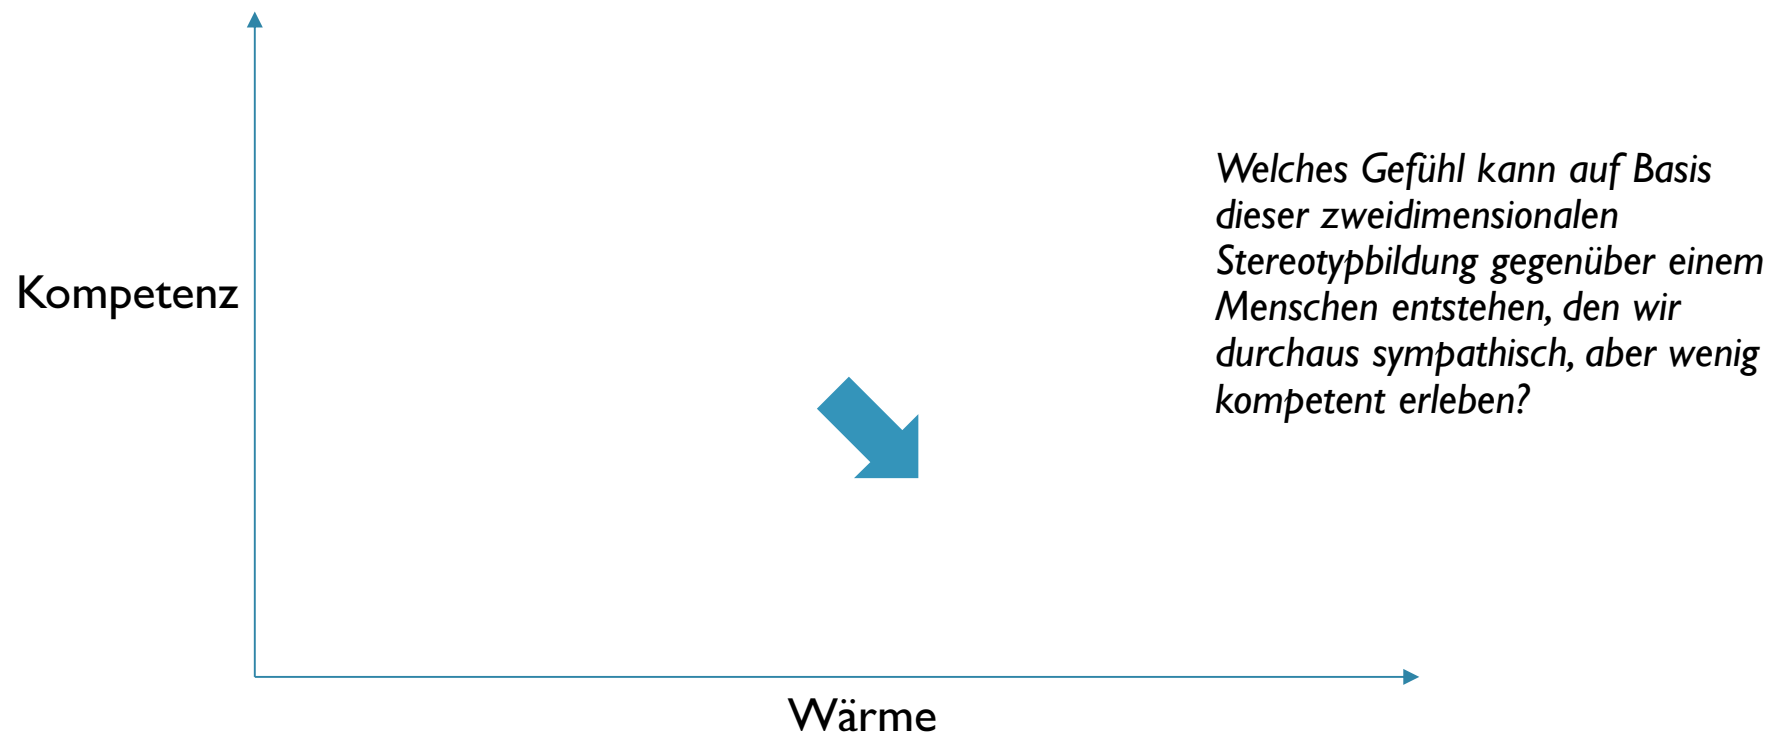 Kompetenz
Welches Gefühl kann auf Basis
dieser zweidimensionalen
Stereotypbildung gegenüber einem
Menschen entstehen, den wir
durchaus sympathisch, aber wenig
kompetent erleben?
Wärme